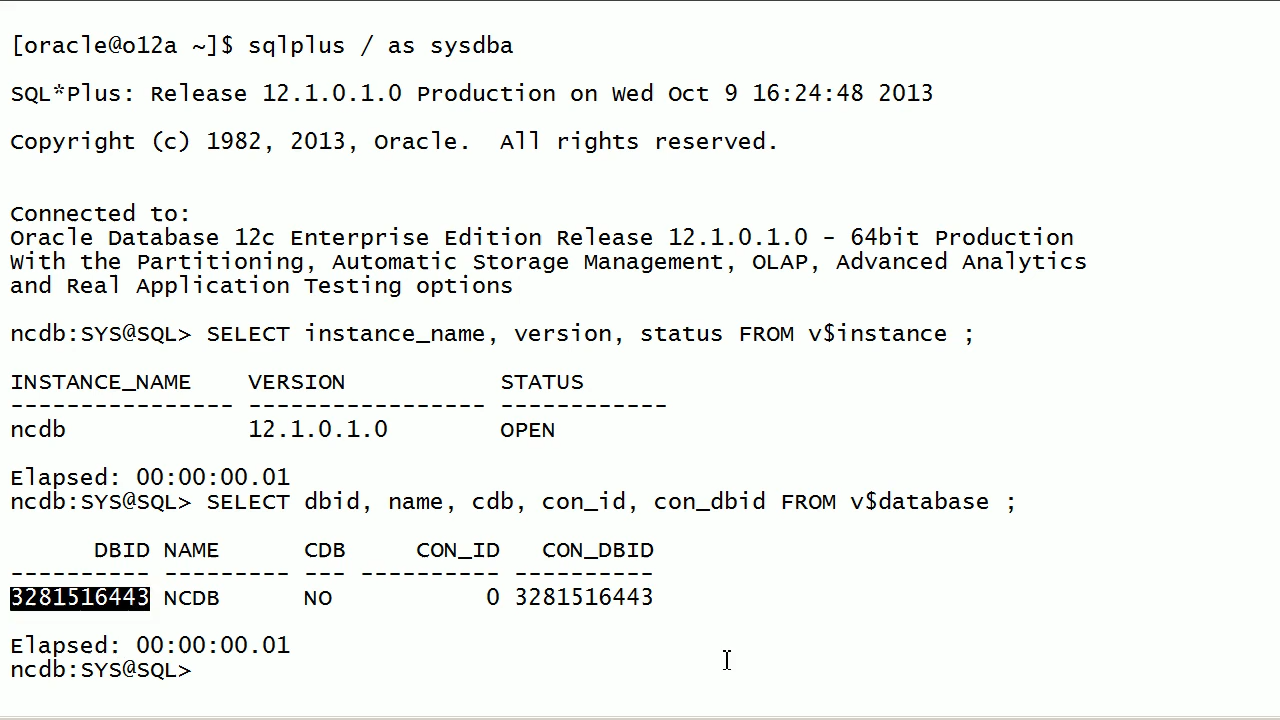 [oracle@o12a ~]$ sqlplus / as sysdba
SQL*Plus: Release 12.1.0.1.0 Production on Wed Oct 9 16:24:48 2013
Copyright (c) 1982, 2013, Oracle.  All rights reserved.
Connected to:
Oracle Database 12c Enterprise Edition Release 12.1.0.1.0 - 64bit Production
With the Partitioning, Automatic Storage Management, OLAP, Advanced Analytics
and Real Application Testing options
ncdb:SYS@SQL> SELECT instance_name, version, status FROM v$instance ;
INSTANCE_NAME    VERSION           STATUS
---------------- ----------------- ------------
ncdb             12.1.0.1.0        OPEN
Elapsed: 00:00:00.01
ncdb:SYS@SQL> SELECT dbid, name, cdb, con_id, con_dbid FROM v$database ;
      DBID NAME      CDB     CON_ID   CON_DBID
---------- --------- --- ---------- ----------
3281516443 NCDB      NO           0 3281516443
Elapsed: 00:00:00.01
ncdb:SYS@SQL>